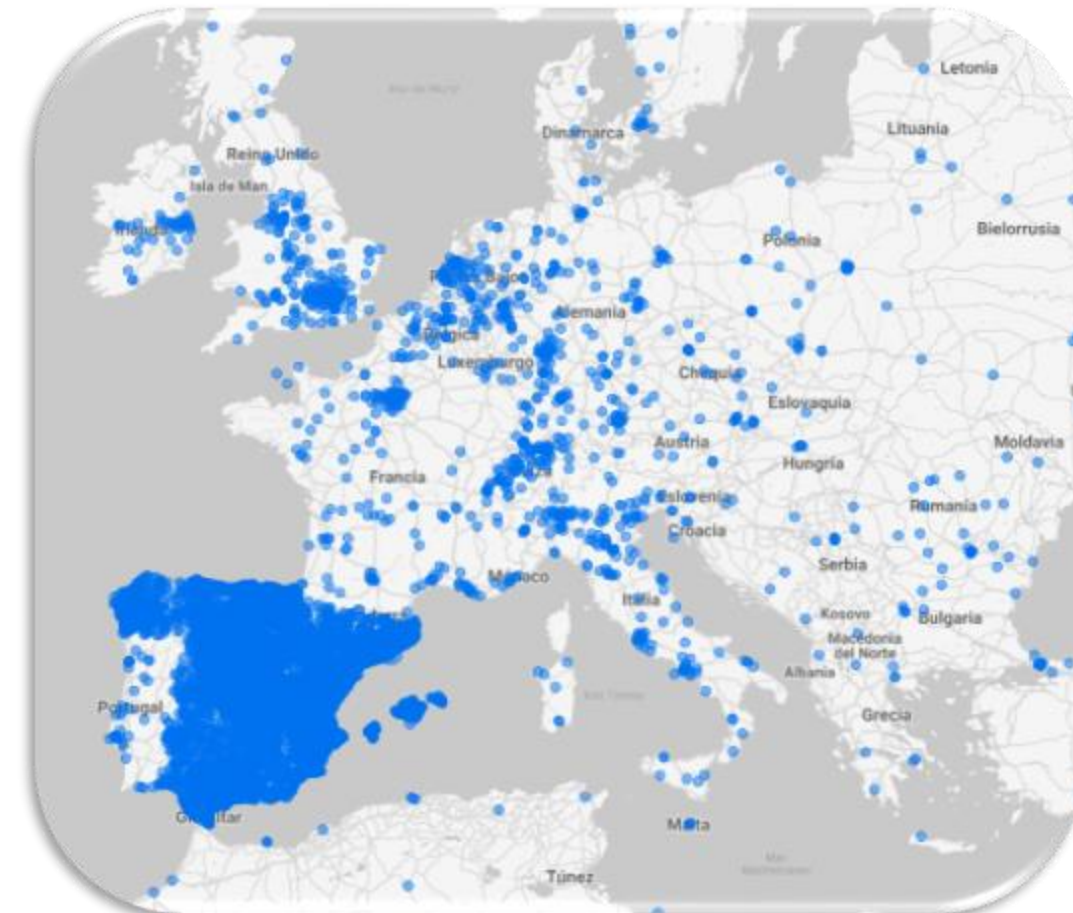 Letonia
Lituania
Dinamarca
Reino Unido
Isla de Man
Irlanda
Bielorrusia
Polonia
Alemania
Bélgica
Luxemburgo
Chequia
Eslovaquia
Austria
Moldavia
Hungría
Francia
Eslovenia
Rumanía
Croacia
Serbia
Mónaco
Italia
Kosovo
Bulgaria
Macedonia
del Norte
Albania
Portugal
Grecia
Gibraltar
Malta
Túnez